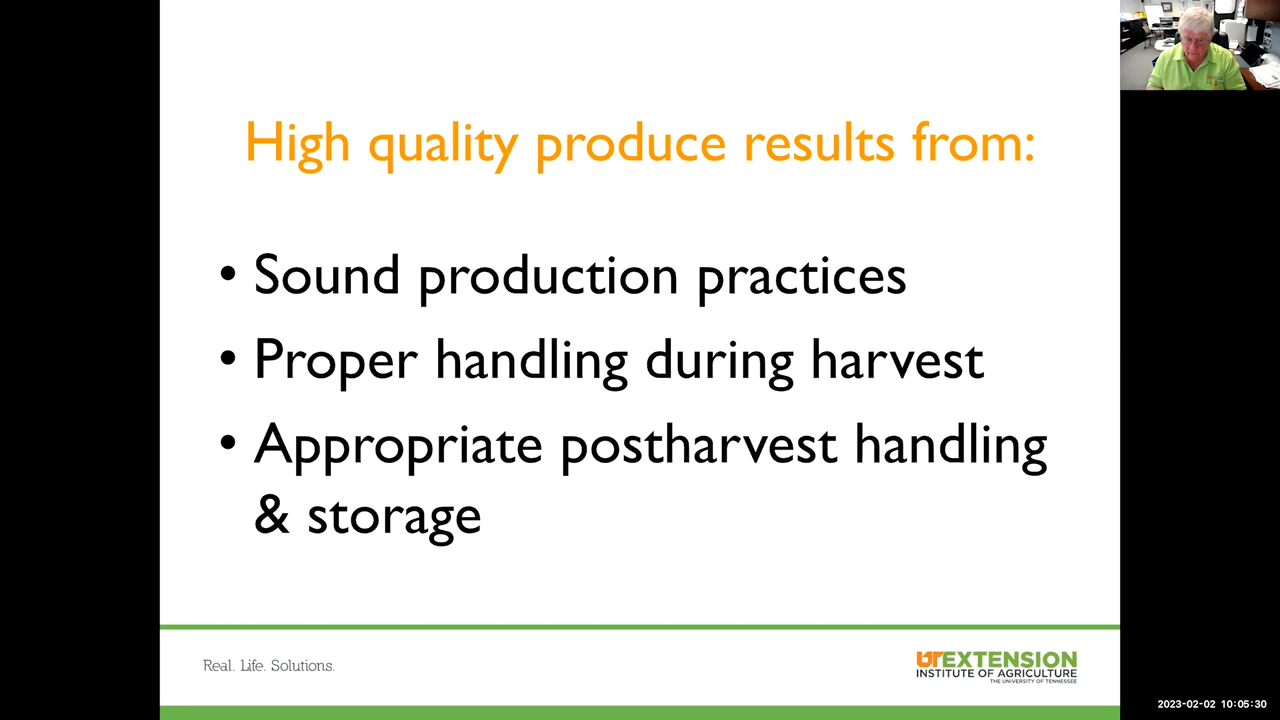 High quality produce results from:
• Sound production practices
• Proper handling during harvest
• Appropriate postharvest handling
& storage
Real. Life. Solutions.
UTEXTENSION
INSTITUTE OF AGRICULTURE
THE UNIVERSITY OF TENNESSEE
2023-02-02 10:05:30